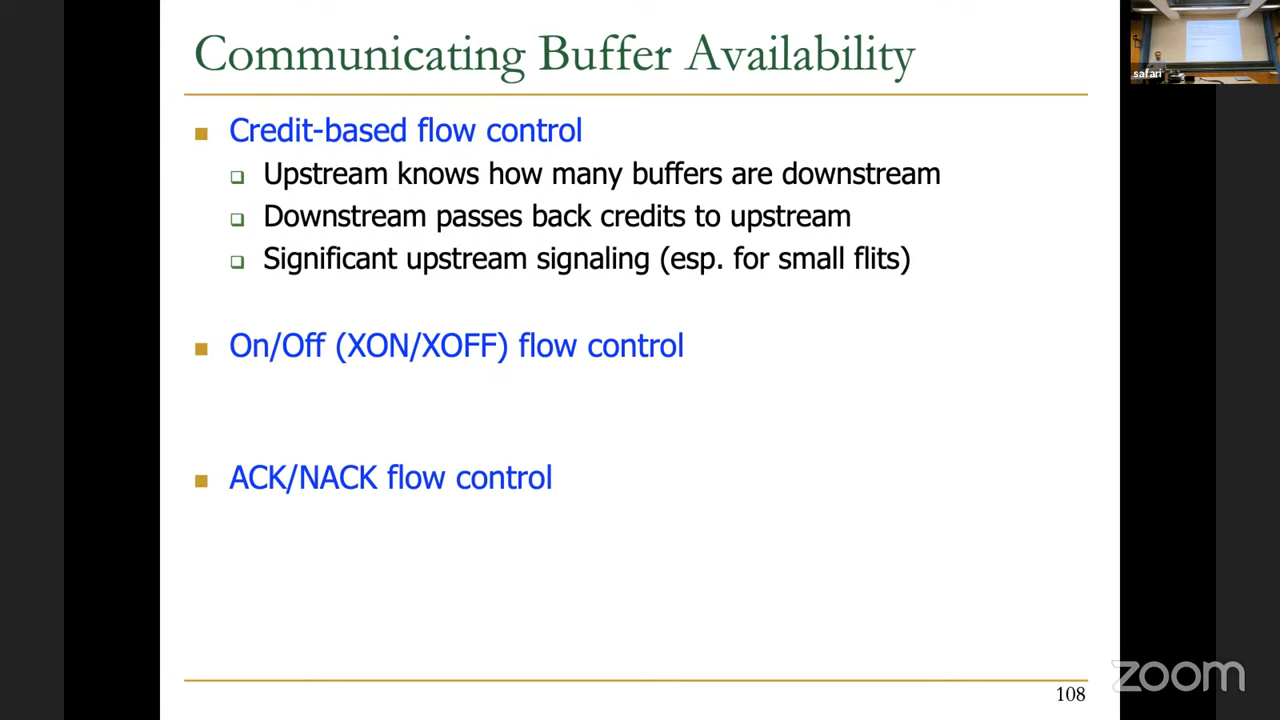 Communicating Buffer Availability
safari
Credit-based flow control
Upstream knows how many buffers are downstream
Downstream passes back credits to upstream
Significant upstream signaling (esp. for small flits)
On/Off (XON/XOFF) flow control
ACK/NACK flow control
108
zoom